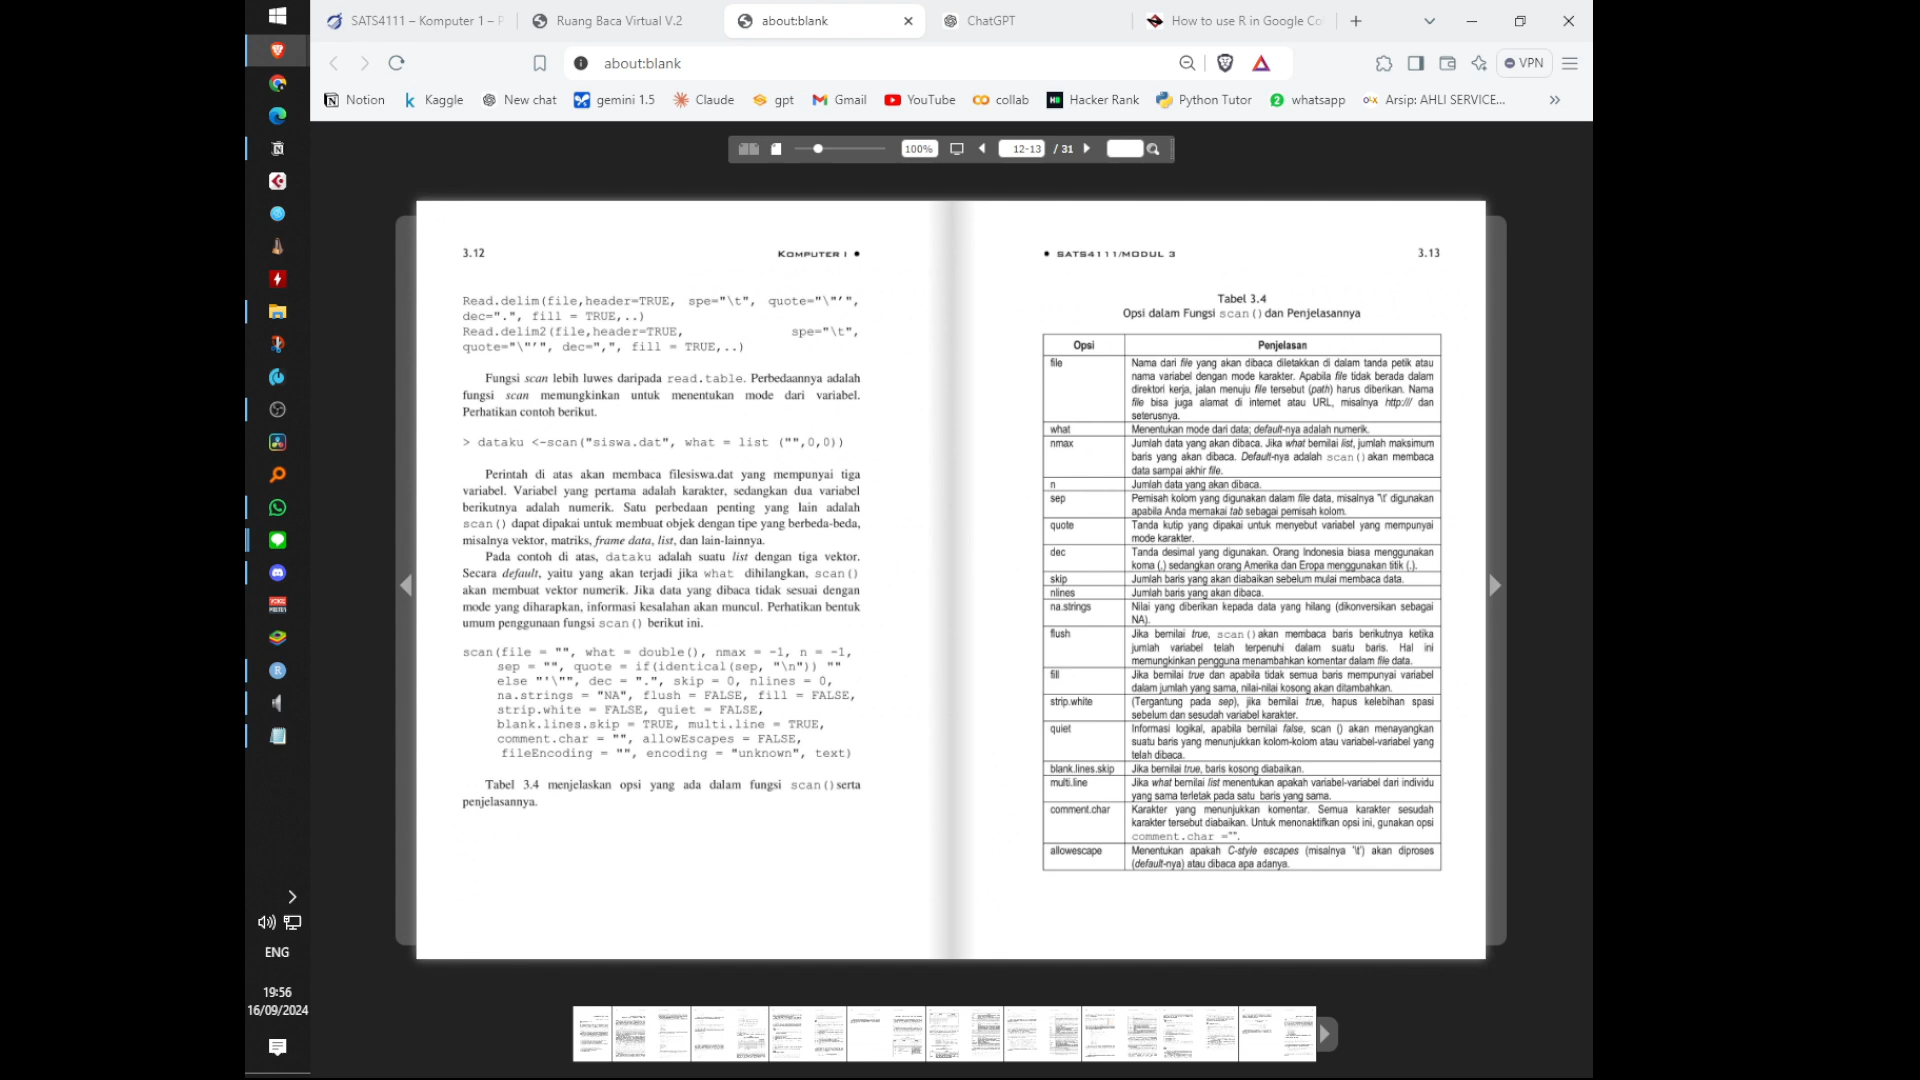 SATS4111 – Komputer 1 – P
Ruang Baca Virtual V.2
about:blank
ChatGPT
How to use R in Google Co
about:blank
VPN
Notion
Kaggle
New chat
gemini 1.5
Claude
gpt
Gmail
YouTube
collab
Hacker Rank
Python Tutor
whatsapp
Arsip: AHLI SERVICE...
100%
12-13 / 31
3.12 KOMPUTER I ●
Read.delim(file,header=TRUE, spe="\t", quote="\"'",
dec=".", fill = TRUE,..)
Read.delim2(file,header=TRUE, spe="\t",
quote="\"'", dec=",", fill = TRUE,..)
Fungsi scan lebih luwes daripada read.table. Perbedaannya adalah
fungsi scan memungkinkan untuk menentukan mode dari variabel.
Perhatikan contoh berikut.
> dataku <-scan("siswa.dat", what = list ("",0,0))
Perintah di atas akan membaca filesiswa.dat yang mempunyai tiga
variabel. Variabel yang pertama adalah karakter, sedangkan dua variabel
berikutnya adalah numerik. Satu perbedaan penting yang lain adalah
scan() dapat dipakai untuk membuat objek dengan tipe yang berbeda-beda,
misalnya vektor, matriks, frame data, list, dan lain-lainnya.
Pada contoh di atas, dataku adalah suatu list dengan tiga vektor.
Secara default, yaitu yang akan terjadi jika what dihilangkan, scan()
akan membuat vektor numerik. Jika data yang dibaca tidak sesuai dengan
mode yang diharapkan, informasi kesalahan akan muncul. Perhatikan bentuk
umum penggunaan fungsi scan() berikut ini.
scan(file = "", what = double(), nmax = -1, n = -1,
sep = "", quote = if(identical(sep, "\n")) ""
else "'\"", dec = ".", skip = 0, nlines = 0,
na.strings = "NA", flush = FALSE, fill = FALSE,
strip.white = FALSE, quiet = FALSE,
blank.lines.skip = TRUE, multi.line = TRUE,
comment.char = "", allowEscapes = FALSE,
fileEncoding = "", encoding = "unknown", text)
Tabel 3.4 menjelaskan opsi yang ada dalam fungsi scan()serta
penjelasannya.
● SATS4111/MODUL 3 3.13
Tabel 3.4
Opsi dalam Fungsi scan () dan Penjelasannya
Opsi Penjelasan
file Nama dari file yang akan dibaca diletakkan di dalam tanda petik atau
nama variabel dengan mode karakter. Apabila file tidak berada dalam
direktori kerja, jalan menuju file tersebut (path) harus diberikan. Nama
file bisa juga alamat di internet atau URL, misalnya http:/// dan
seterusnya.
what Menentukan mode dari data; default-nya adalah numerik.
nmax Jumlah data yang akan dibaca. Jika what bernilai list, jumlah maksimum
baris yang akan dibaca. Default-nya adalah scan() akan membaca
data sampai akhir file.
n Jumlah data yang akan dibaca.
sep Pemisah kolom yang digunakan dalam file data, misalnya "\t" digunakan
apabila Anda memakai tab sebagai pemisah kolom.
quote Tanda kutip yang dipakai untuk menyebut variabel yang mempunyai
mode karakter.
dec Tanda desimal yang digunakan. Orang Indonesia biasa menggunakan
koma (,) sedangkan orang Amerika dan Eropa menggunakan titik (.).
skip Jumlah baris yang akan diabaikan sebelum mulai membaca data.
nlines Jumlah baris yang akan dibaca.
na.strings Nilai yang diberikan kepada data yang hilang (dikonversikan sebagai
NA).
flush Jika bernilai true, scan() akan membaca baris berikutnya ketika
jumlah variabel telah terpenuhi dalam suatu baris. Hal ini
memungkinkan pengguna menambahkan komentar dalam file data.
fill Jika bernilai true dan apabila tidak semua baris mempunyai variabel
dalam jumlah yang sama, nilai-nilai kosong akan ditambahkan.
strip.white (Tergantung pada sep), jika bernilai true, hapus kelebihan spasi
sebelum dan sesudah variabel karakter.
quiet Informasi logikal, apabila bernilai false, scan () akan menayangkan
suatu baris yang menunjukkan kolom-kolom atau variabel-variabel yang
telah dibaca.
blank.lines.skip Jika bernilai true, baris kosong diabaikan.
multi.line Jika what bernilai list menentukan apakah variabel-variabel dari individu
yang sama terletak pada satu baris yang sama.
comment.char Karakter yang menunjukkan komentar. Semua karakter sesudah
karakter tersebut diabaikan. Untuk menonaktifkan opsi ini, gunakan opsi
comment.char ="".
allowescape Menentukan apakah C-style escapes (misalnya '\t') akan diproses
(default-nya) atau dibaca apa adanya.
ENG
19:56
16/09/2024